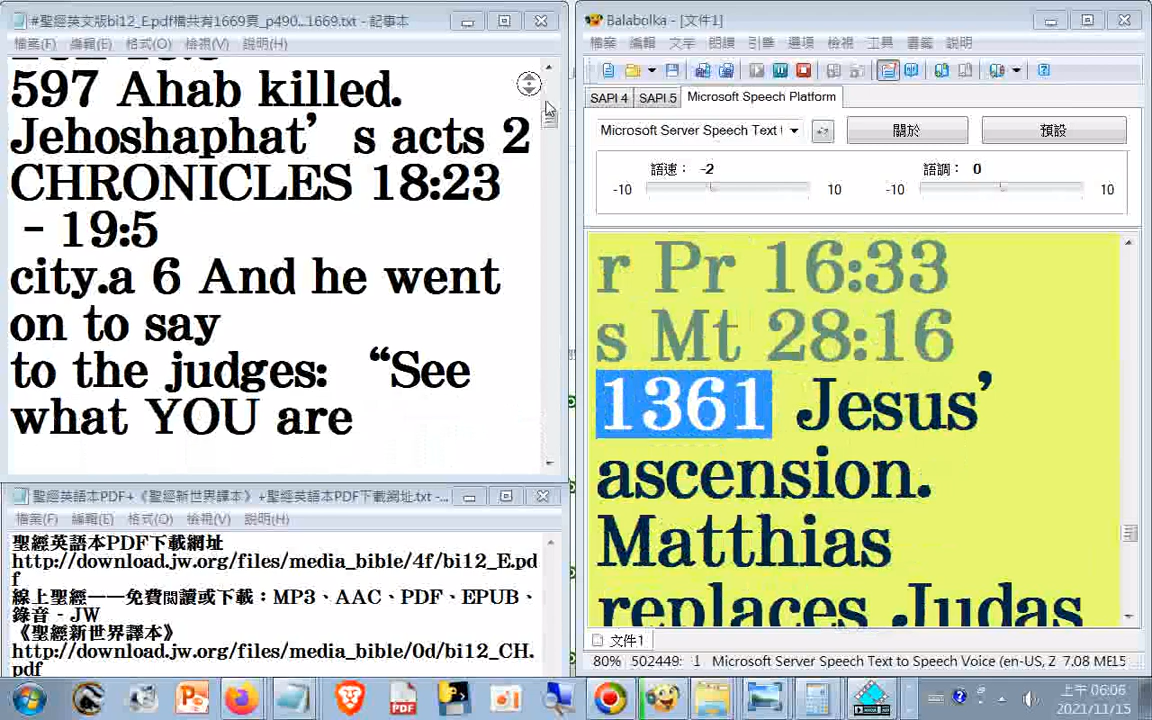 #聖經英文版bi12_E.pdf檔共有1669頁_p490...1669.txt - 記事本
檔案(F) 編輯(E) 格式(O) 檢視(V) 說明(H)
597 Ahab killed.
Jehoshaphat’s acts 2
CHRONICLES 18:23
- 19:5
city.a 6 And he went
on to say
to the judges: “See
what YOU are
聖經英語本PDF+《聖經新世界譯本》+聖經英語本PDF下載網址.txt -...
檔案(F) 編輯(E) 格式(O) 檢視(V) 說明(H)
聖經英語本PDF下載網址
http://download.jw.org/files/media_bible/4f/bi12_E.pd
f
線上聖經——免費閱讀或下載：MP3、AAC、PDF、EPUB、
錄音 - JW
《聖經新世界譯本》
http://download.jw.org/files/media_bible/0d/bi12_CH.
pdf
Balabolka - [文件1]
檔案 編輯 文字 朗讀 引擎 選項 檢視 工具 書籤 說明
SAPI 4 SAPI 5 Microsoft Speech Platform
Microsoft Server Speech Text 關於 預設
語速： -2 語調： 0
-10 10 -10 10
r Pr 16:33
s Mt 28:16
1361 Jesus’
ascension.
Matthias
replaces Judas
文件1
80% 502449: 1 Microsoft Server Speech Text to Speech Voice (en-US, Z 7.08 ME15
上午 06:06
2021/11/15